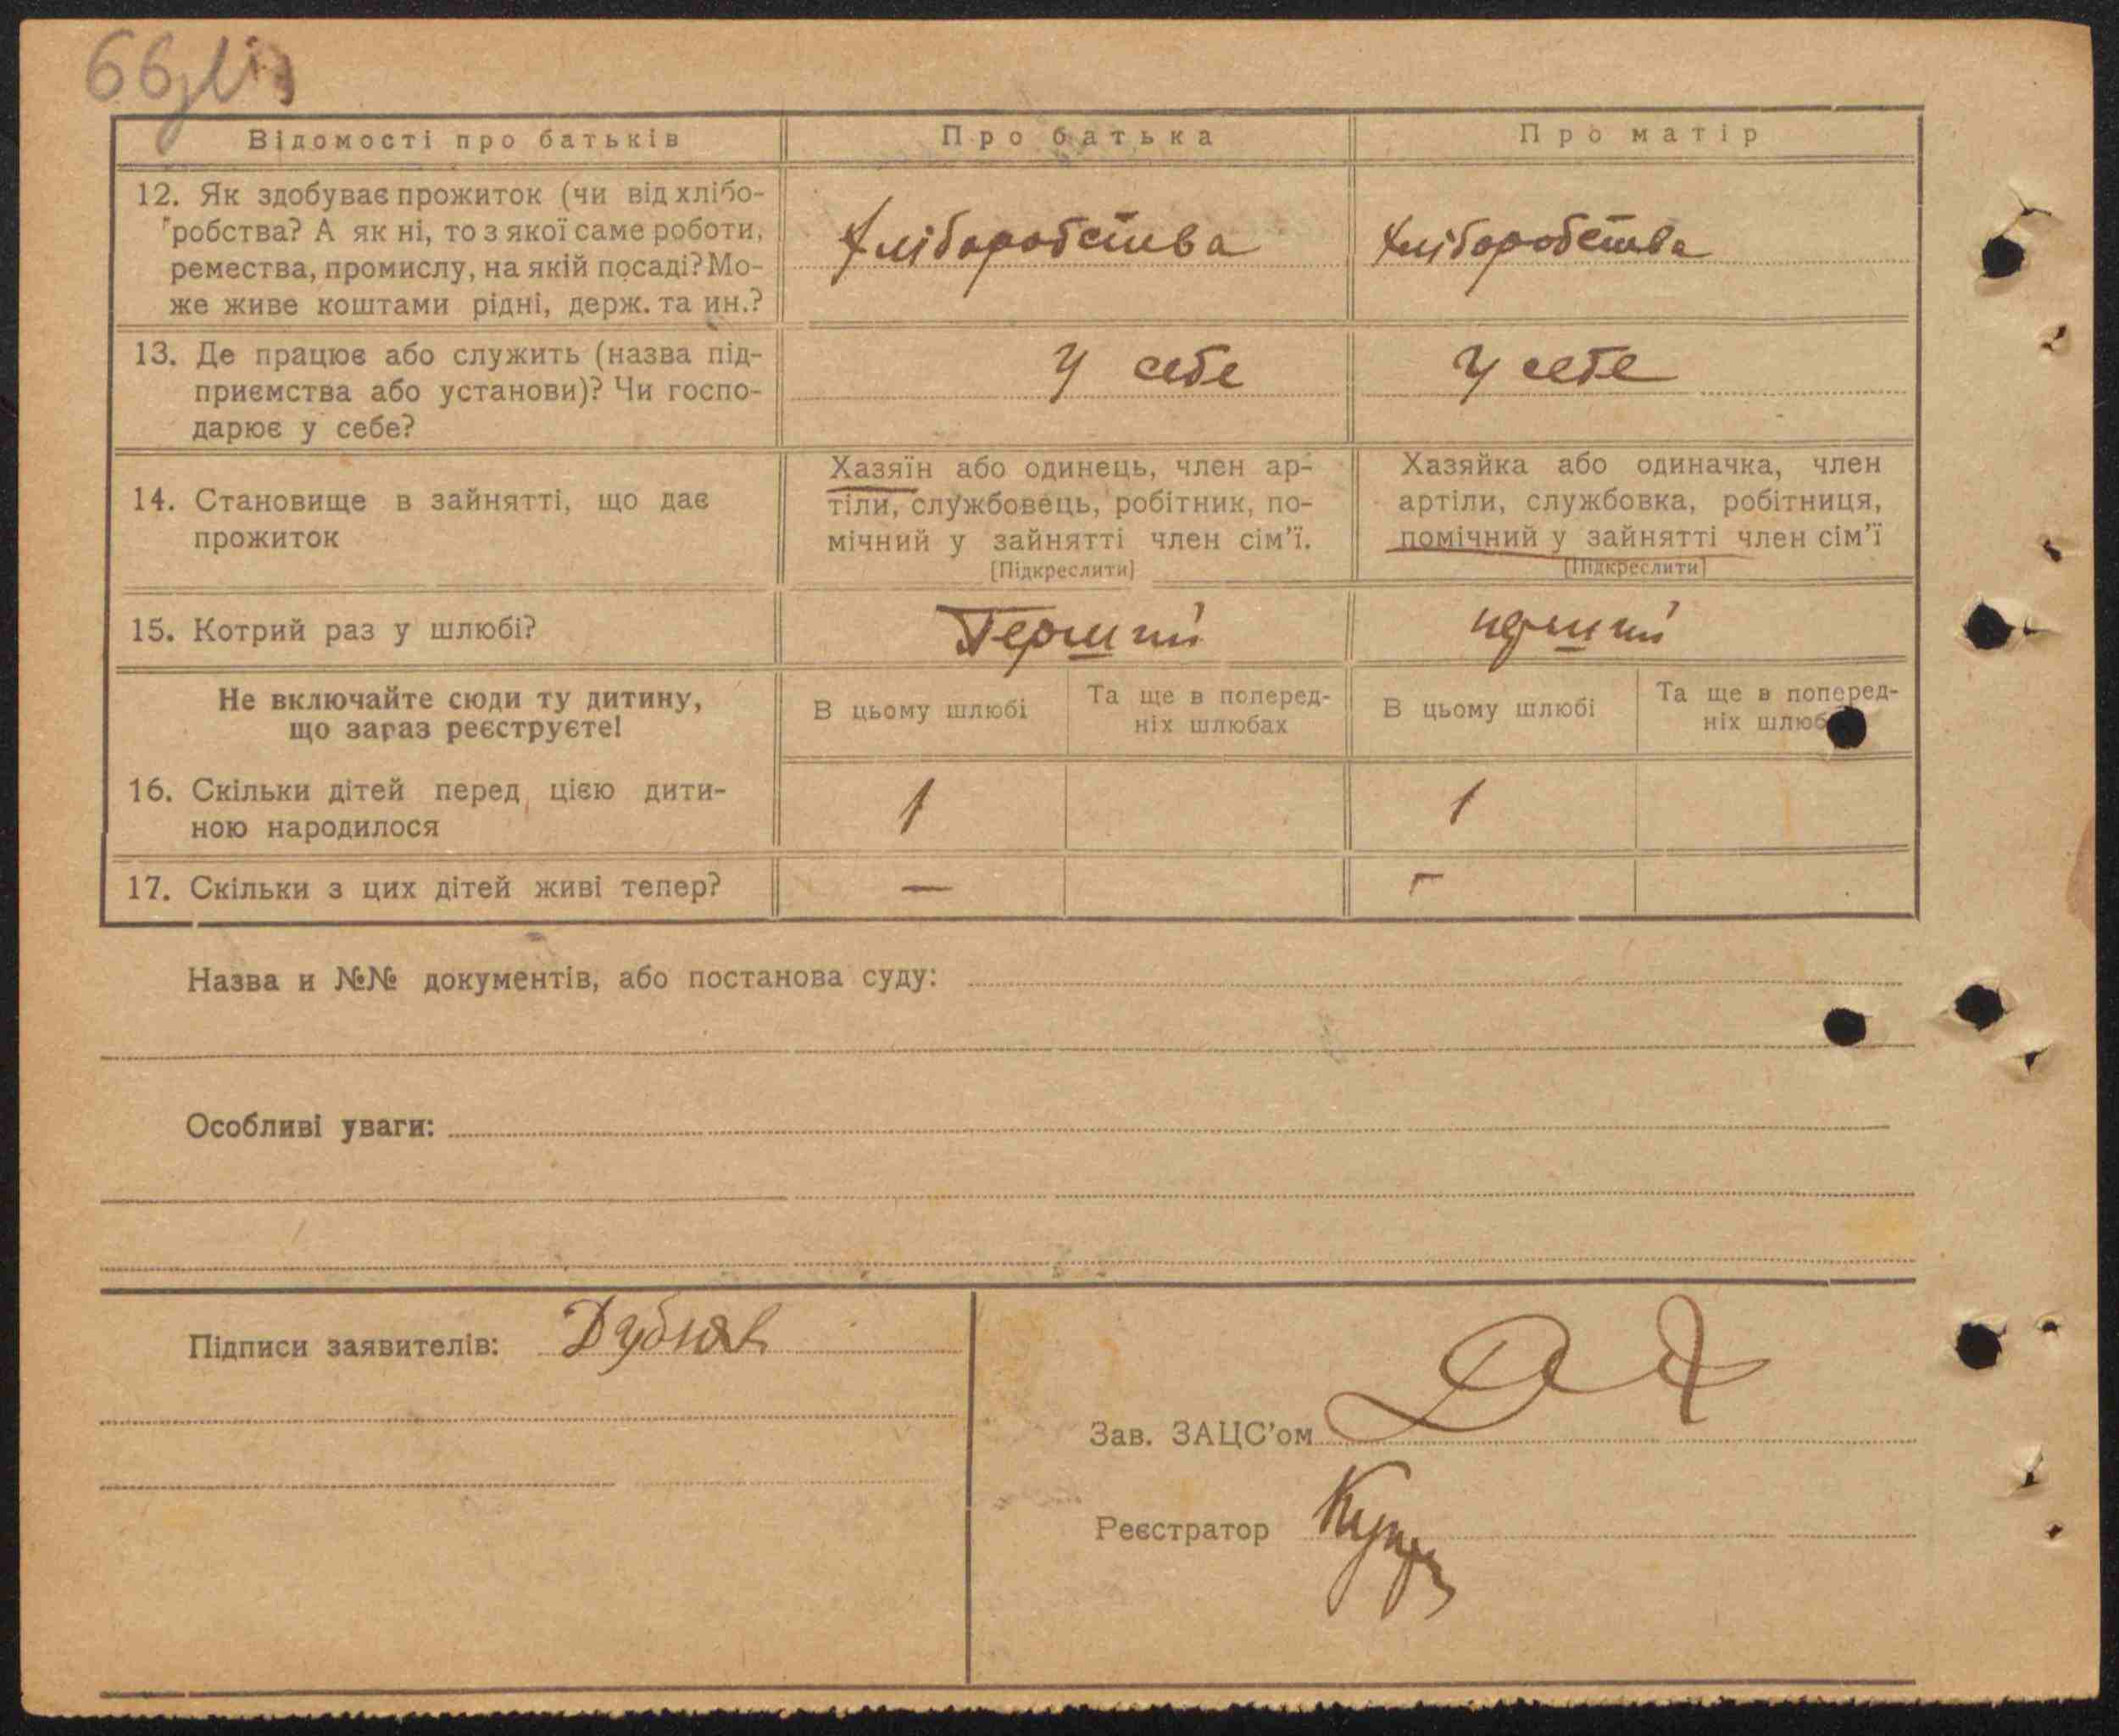 Відомості про батьків
Про батька
Про матір
12. Як здобуває прожиток (чи від хлібо-
робства? А як ні, то з якої саме роботи,
ремества, промислу, на якій посаді? Мо-
же живе коштами рідні, держ. та ин.?
Хліборобства
Хліборобства
13. Де працює або служить (назва під-
приємства або установи)? Чи госпо-
дарює у себе?
У себе
У себе
14. Становище в зайнятті, що дає
прожиток
Хазяїн або одинець, член ар-
тіли, службовець, робітник, по-
мічний у зайнятті член сім'ї.
[Підкреслити]
Хазяйка або одиначка, член
артіли, службовка, робітниця,
помічний у зайнятті член сім'ї
[Підкреслити]
15. Котрий раз у шлюбі?
Перший
перший
Не включайте сюди ту дитину,
що зараз реєструєте!
В цьому шлюбі
Та ще в поперед-
ніх шлюбах
В цьому шлюбі
Та ще в поперед-
ніх шлюб
16. Скільки дітей перед цією дити-
ною народилося
1
1
17. Скільки з цих дітей живі тепер?
—
—
Назва и №№ документів, або постанова суду:
Особливі уваги:
Підписи заявителів:
Зав. ЗАЦС'ом
Реєстратор